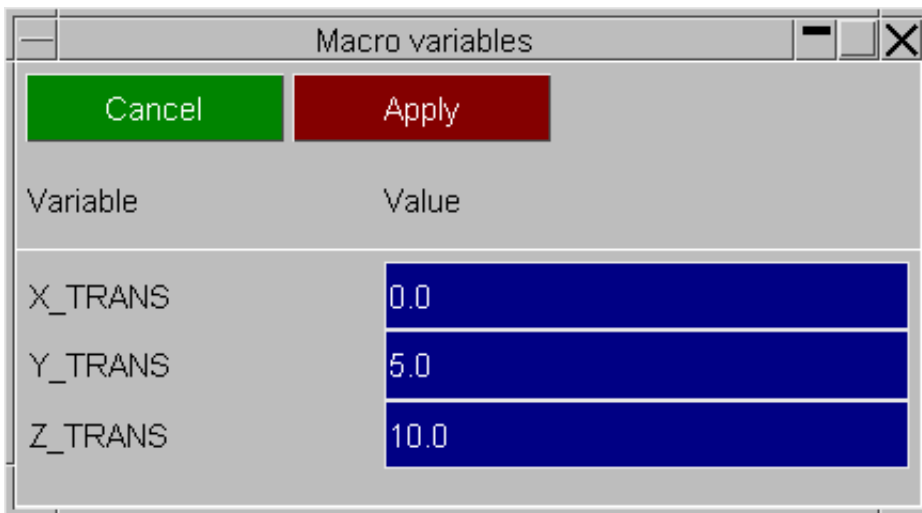 Macro variables
Cancel Apply
Variable Value
X_TRANS 0.0
Y_TRANS 5.0
Z_TRANS 10.0